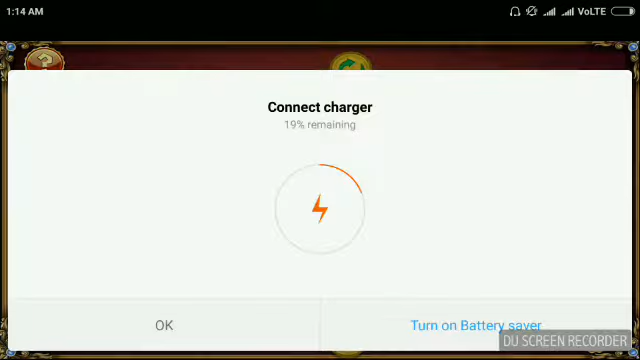 1:14 AM
VoLTE
?
Connect charger
19% remaining
OK
Turn on Battery saver
DU SCREEN RECORDER